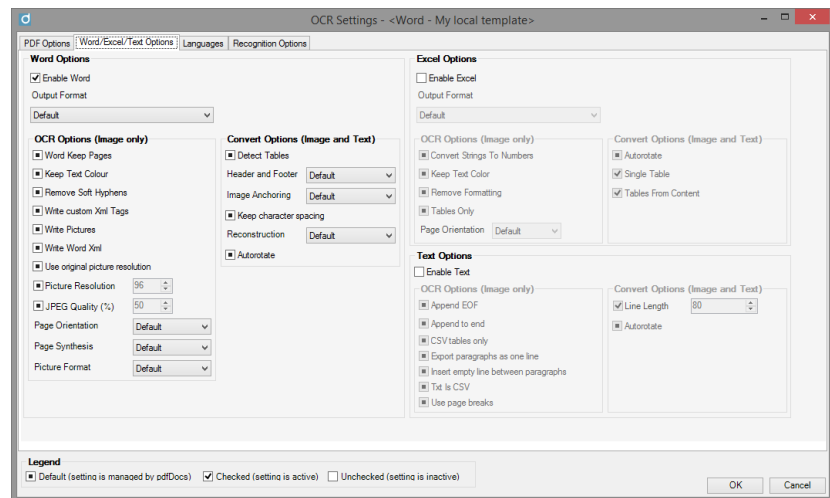 OCR Settings - <Word - My local template>
PDF Options
Word/Excel/Text Options
Languages
Recognition Options
Word Options
Enable Word
Output Format
Default
OCR Options (Image only)
Word Keep Pages
Keep Text Colour
Remove Soft Hyphens
Write custom Xml Tags
Write Pictures
Write Word Xml
Use original picture resolution
Picture Resolution 96
JPEG Quality (%) 50
Page Orientation Default
Page Synthesis Default
Picture Format Default
Convert Options (Image and Text)
Detect Tables
Header and Footer Default
Image Anchoring Default
Keep character spacing
Reconstruction Default
Autorotate
Excel Options
Enable Excel
Output Format
Default
OCR Options (Image only)
Convert Strings To Numbers
Keep Text Color
Remove Formatting
Tables Only
Page Orientation Default
Convert Options (Image and Text)
Autorotate
Single Table
Tables From Content
Text Options
Enable Text
OCR Options (Image only)
Append EOF
Append to end
CSV tables only
Export paragraphs as one line
Insert empty line between paragraphs
Txt Is CSV
Use page breaks
Convert Options (Image and Text)
Line Length 80
Autorotate
Legend
Default (setting is managed by pdfDocs)
Checked (setting is active)
Unchecked (setting is inactive)
OK
Cancel